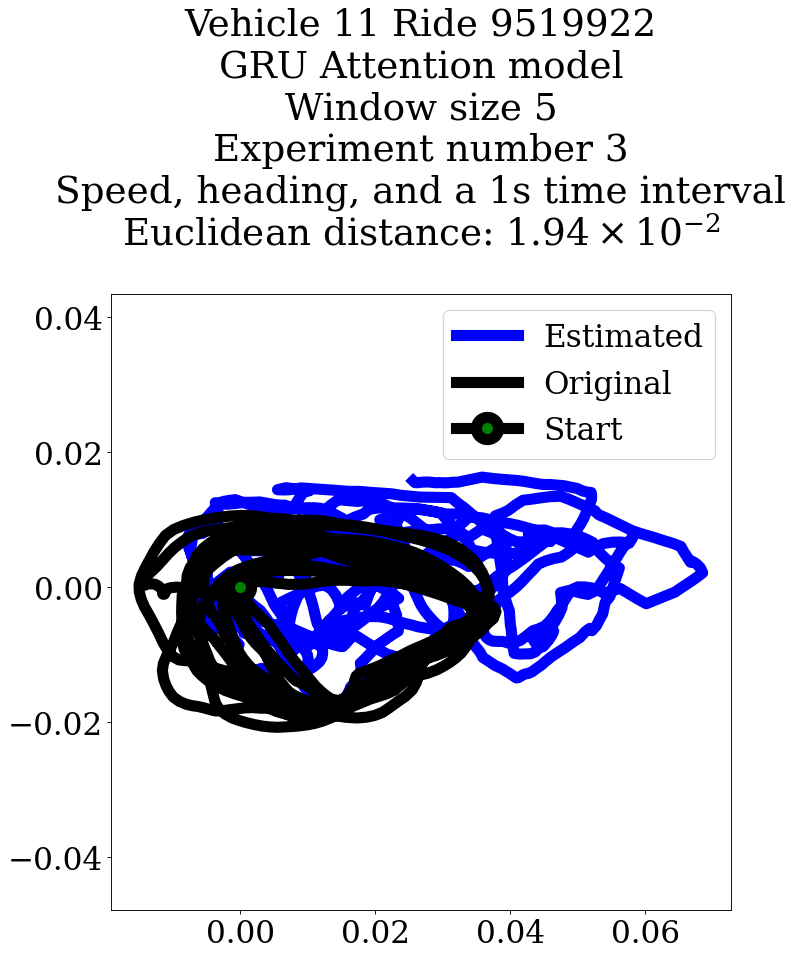 Vehicle 11 Ride 9519922
GRU Attention model
Window size 5
Experiment number 3
Speed, heading, and a 1s time interval
Euclidean distance: 1.94 × 10⁻²
0.04
0.02
0.00
−0.02
−0.04
Estimated
Original
Start
0.00 0.02 0.04 0.06